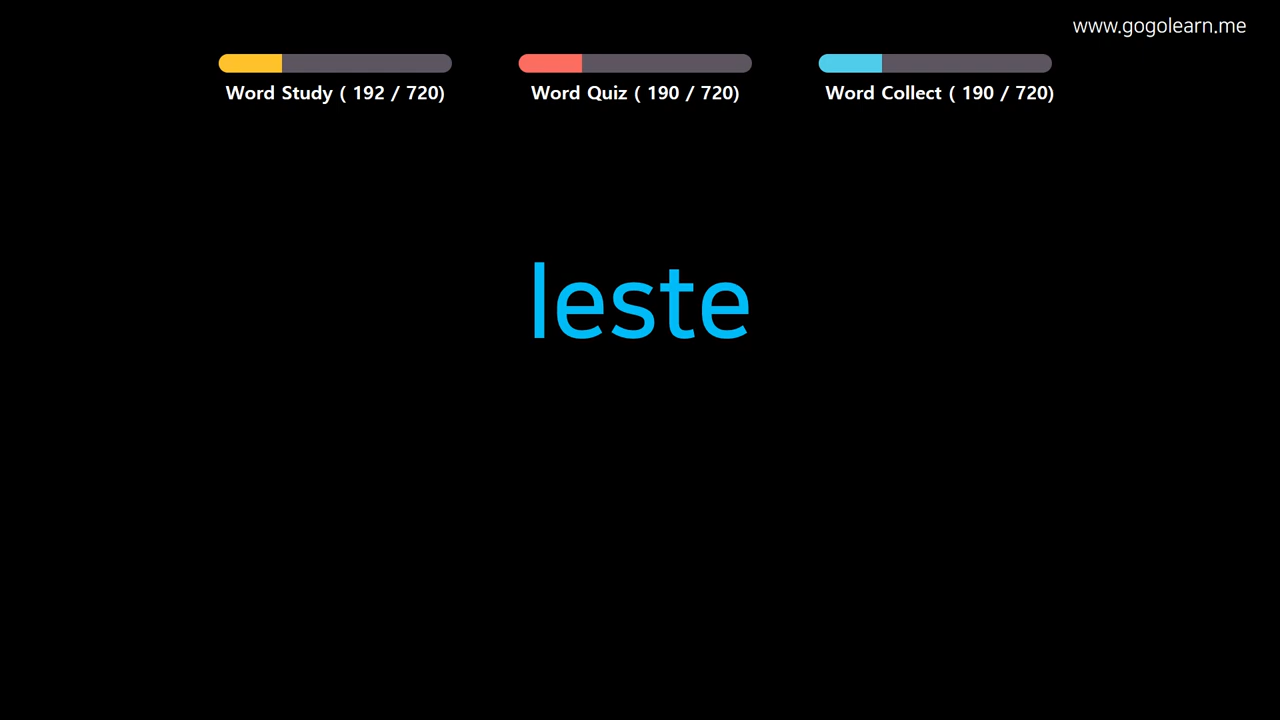 www.gogolearn.me
Word Study ( 192 / 720)
Word Quiz ( 190 / 720)
Word Collect ( 190 / 720)
leste